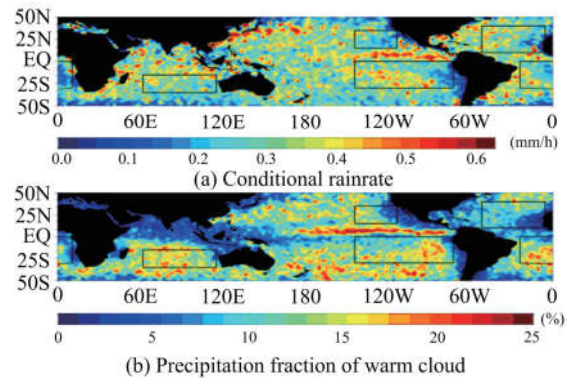 50N
25N
EQ
25S
50S
0 60E 120E 180 120W 60W 0
0.0 0.1 0.2 0.3 0.4 0.5 0.6 (mm/h)
(a) Conditional rainrate
50N
25N
EQ
25S
50S
0 60E 120E 180 120W 60W 0
0 5 10 15 20 25 (%)
(b) Precipitation fraction of warm cloud